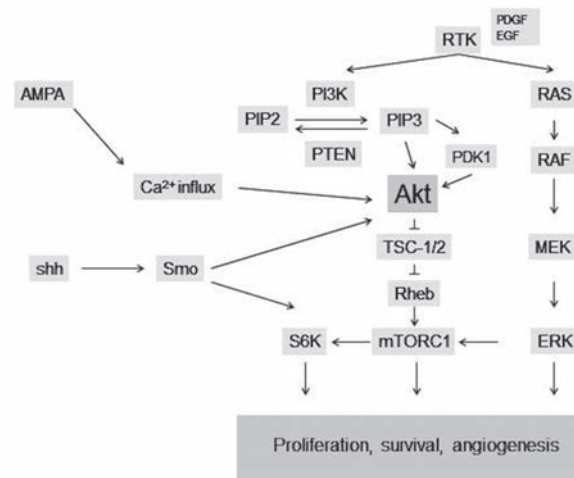 PDGF
EGF
RTK
AMPA
PI3K
RAS
PIP2
PIP3
PTEN
PDK1
RAF
Ca²⁺ influx
Akt
TSC-1/2
MEK
shh
Smo
Rheb
S6K
mTORC1
ERK
Proliferation, survival, angiogenesis